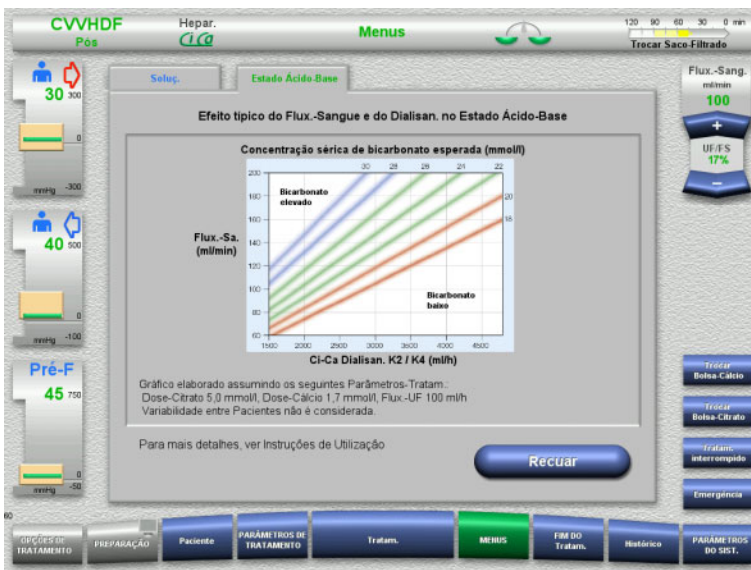 CVVHDF
Pós
Hepar.
CiCa
Menus
120 90 60 30 0 min
Trocar Saco-Filtrado
30 300
0
mmHg -300
40 500
0
mmHg -100
Pré-F
45 750
0
mmHg -50
Soluç.
Estado Ácido-Base
Efeito típico do Flux.-Sangue e do Dialisan. no Estado Ácido-Base
Concentração sérica de bicarbonato esperada (mmol/l)
30 28 26 24 22
20
18
Bicarbonato
elevado
Bicarbonato
baixo
Flux.-Sa.
(ml/min)
200
180
160
140
120
100
80
60
1500 2000 2500 3000 3500 4000 4500
Ci-Ca Dialisan. K2 / K4 (ml/h)
Gráfico elaborado assumindo os seguintes Parâmetros-Tratam.:
Dose-Citrato 5,0 mmol/l, Dose-Cálcio 1,7 mmol/l, Flux.-UF 100 ml/h
Variabilidade entre Pacientes não é considerada.
Para mais detalhes, ver Instruções de Utilização
Recuar
Flux.-Sang.
ml/min
100
+
UF/FS
17%
−
Trocar
Bolsa-Cálcio
Trocar
Bolsa-Citrato
Tratam.
interrompido
Emergência
60
OPÇÕES DE
TRATAMENTO
PREPARAÇÃO
Paciente
PARÂMETROS DE
TRATAMENTO
Tratam.
MENUS
FIM DO
Tratam.
Histórico
PARÂMETROS
DO SIST.